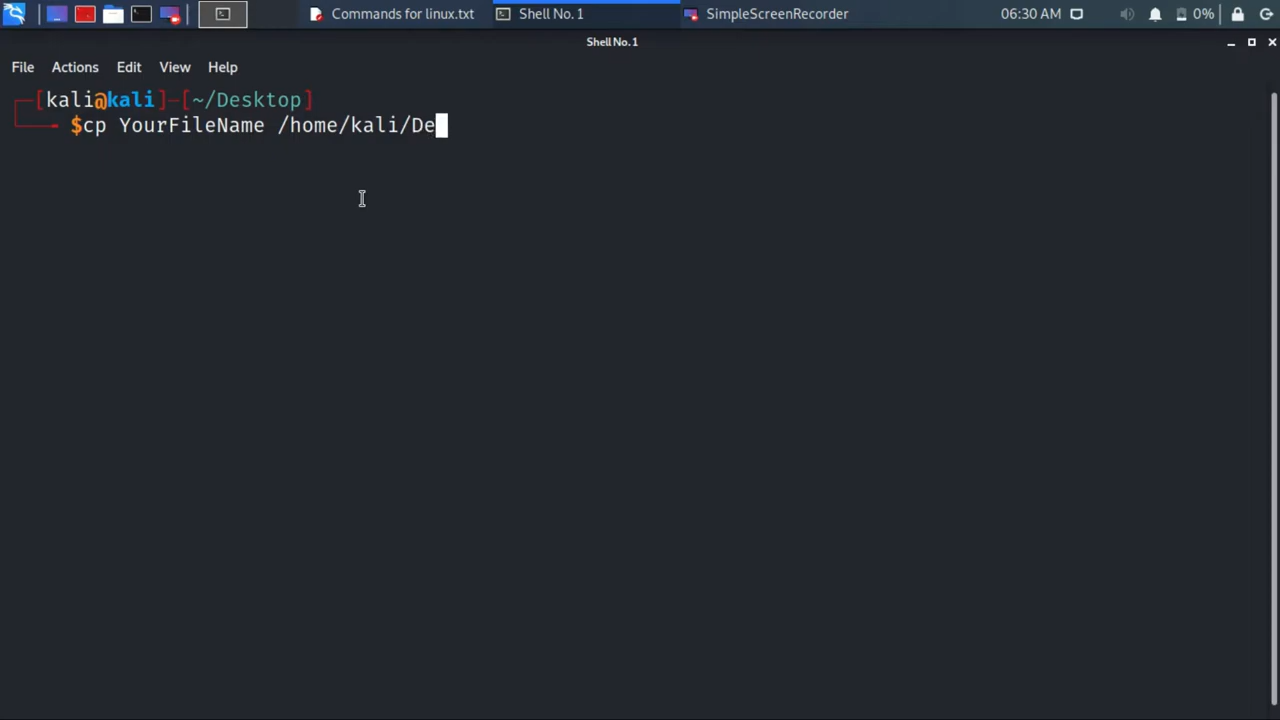 Commands for linux.txt Shell No. 1 SimpleScreenRecorder 06:30 AM 0%
Shell No. 1
File Actions Edit View Help
[kali@kali]-[~/Desktop]
$cp YourFileName /home/kali/De